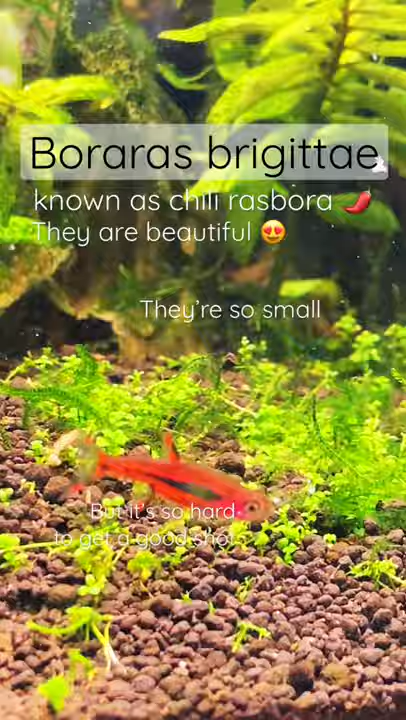 Boraras brigittae
known as chili rasbora 🌶️
They are beautiful 😍
They're so small
But it's so hard
to get a good shot